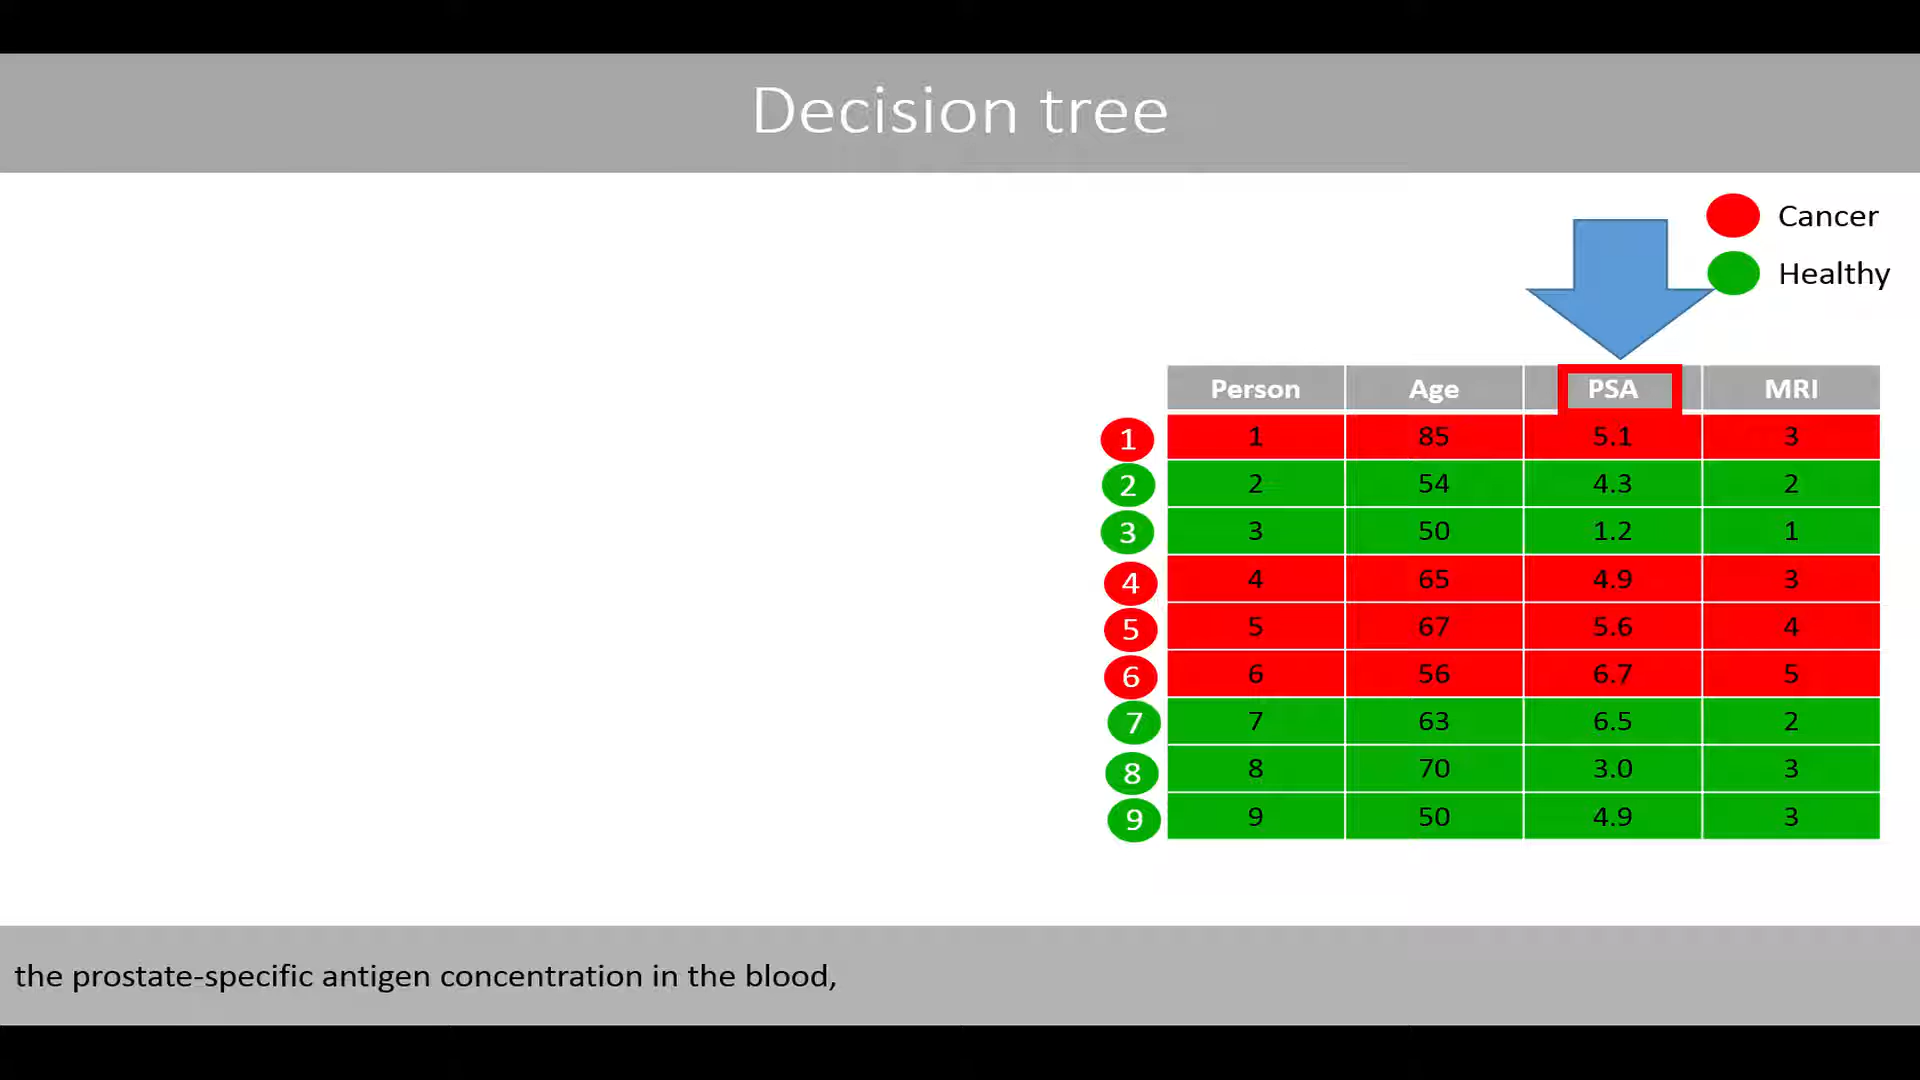 Decision tree
Cancer
Healthy
Person Age PSA MRI
1 1 85 5.1 3
2 2 54 4.3 2
3 3 50 1.2 1
4 4 65 4.9 3
5 5 67 5.6 4
6 6 56 6.7 5
7 7 63 6.5 2
8 8 70 3.0 3
9 9 50 4.9 3
the prostate-specific antigen concentration in the blood,